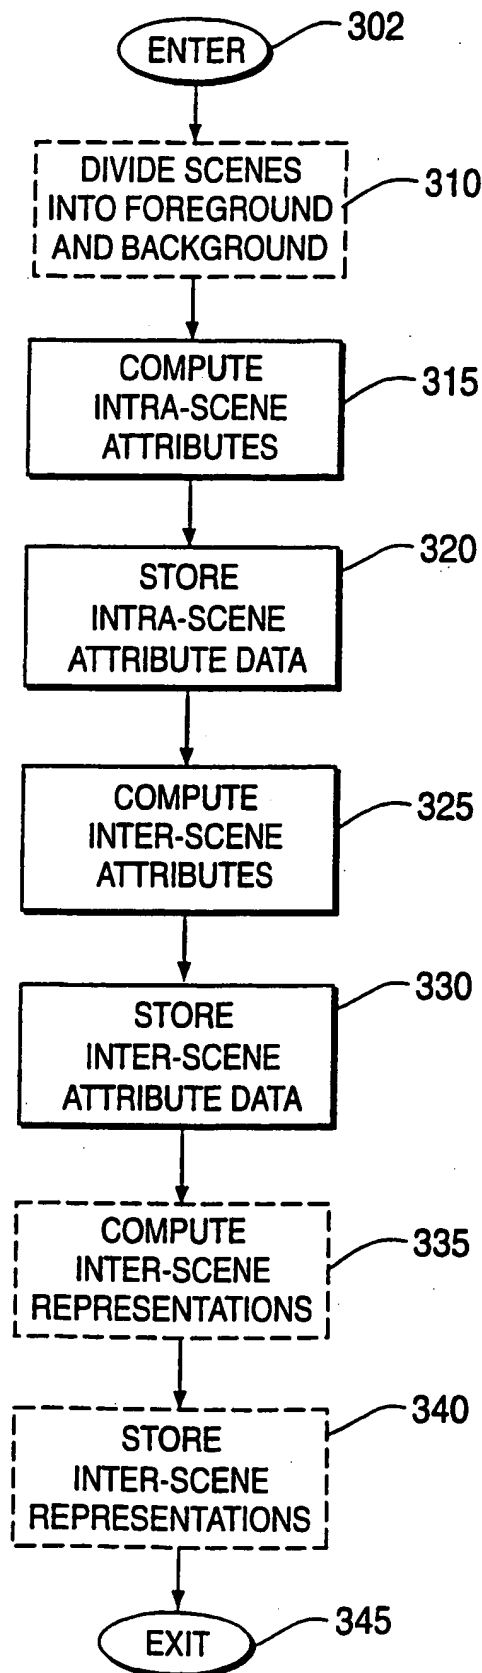 ENTER
302
DIVIDE SCENES
INTO FOREGROUND
AND BACKGROUND
310
COMPUTE
INTRA-SCENE
ATTRIBUTES
315
STORE
INTRA-SCENE
ATTRIBUTE DATA
320
COMPUTE
INTER-SCENE
ATTRIBUTES
325
STORE
INTER-SCENE
ATTRIBUTE DATA
330
COMPUTE
INTER-SCENE
REPRESENTATIONS
335
STORE
INTER-SCENE
REPRESENTATIONS
340
EXIT
345